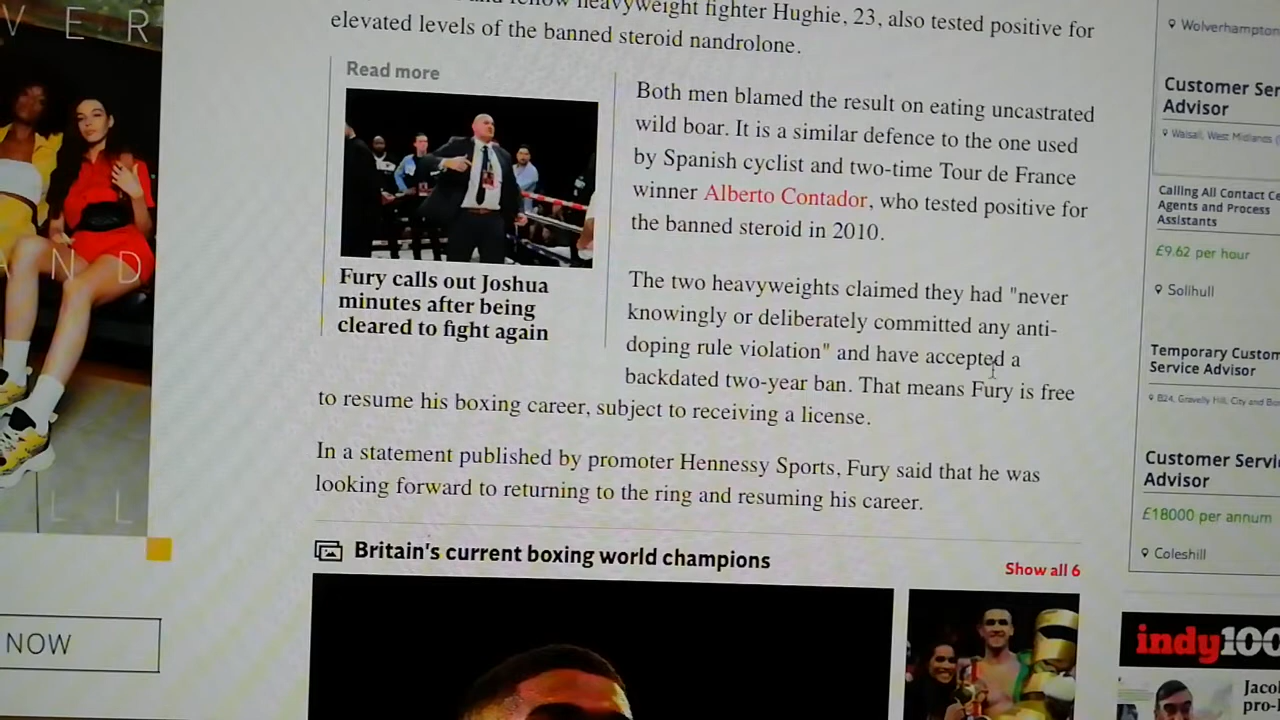 V E R
A N D
L L
NOW
heavyweight fighter Hughie, 23, also tested positive for
elevated levels of the banned steroid nandrolone.
Read more
Fury calls out Joshua
minutes after being
cleared to fight again
Both men blamed the result on eating uncastrated
wild boar. It is a similar defence to the one used
by Spanish cyclist and two-time Tour de France
winner Alberto Contador, who tested positive for
the banned steroid in 2010.
The two heavyweights claimed they had "never
knowingly or deliberately committed any anti-
doping rule violation" and have accepted a
backdated two-year ban. That means Fury is free
to resume his boxing career, subject to receiving a license.
In a statement published by promoter Hennessy Sports, Fury said that he was
looking forward to returning to the ring and resuming his career.
Britain's current boxing world champions
Show all 6
Wolverhampton
Customer Ser
Advisor
Walsall, West Midlands
Calling All Contact Ce
Agents and Process
Assistants
£9.62 per hour
Solihull
Temporary Custom
Service Advisor
B24, Gravelly Hill, City and
Customer Servi
Advisor
£18000 per annum
Coleshill
indy100
Jaco
pro-